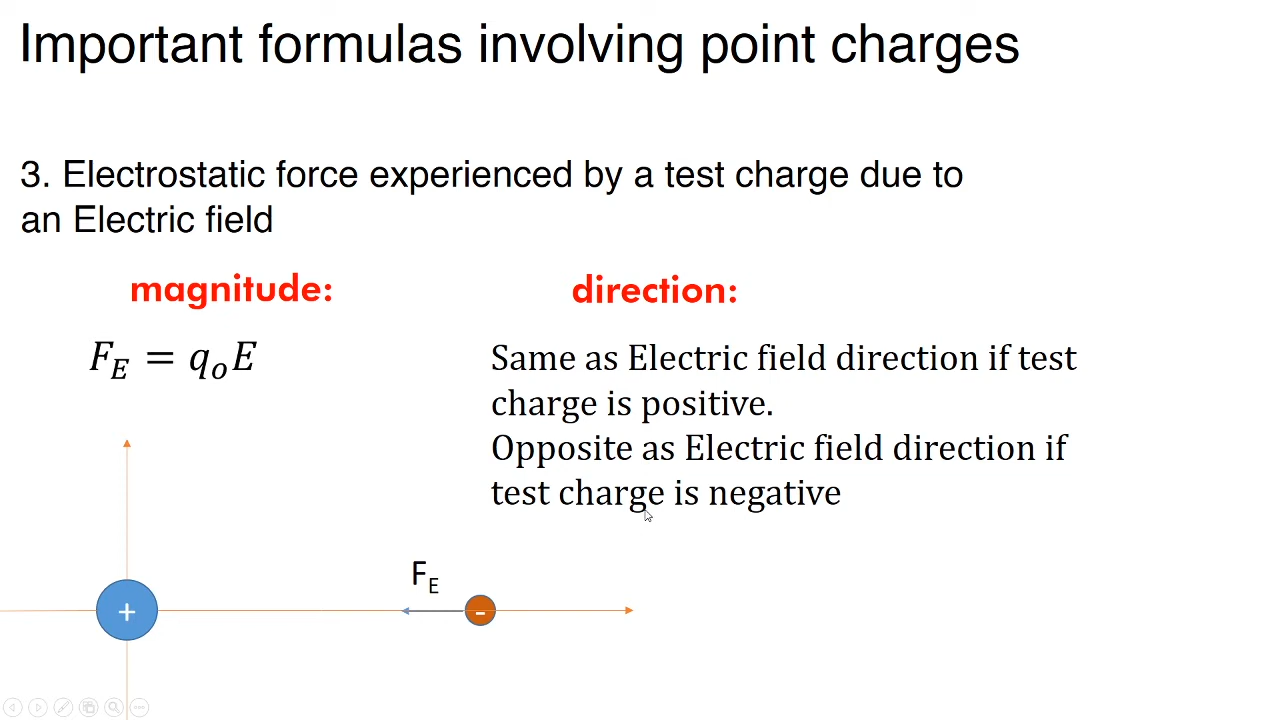 Important formulas involving point charges
3. Electrostatic force experienced by a test charge due to
an Electric field
magnitude:
direction:
F_E = q_o E
Same as Electric field direction if test
charge is positive.
Opposite as Electric field direction if
test charge is negative
F_E
+
-